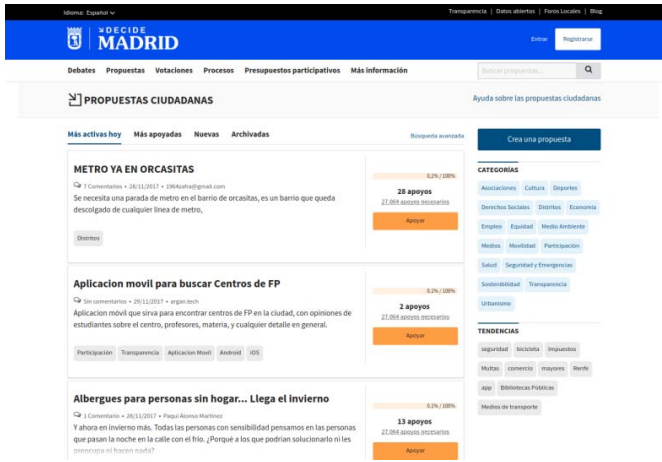 Idioma: Español
Transparencia | Datos abiertos | Foros Locales | Blog
DECIDE
MADRID
Entrar
Registrarse
Debates Propuestas Votaciones Procesos Presupuestos participativos Más información
Buscar propuestas...
PROPUESTAS CIUDADANAS
Ayuda sobre las propuestas ciudadanas
Más activas hoy Más apoyadas Nuevas Archivadas
Búsqueda avanzada
METRO YA EN ORCASITAS
7 Comentarios • 28/11/2017 • 1964zafra@gmail.com
Se necesita una parada de metro en el barrio de orcasitas, es un barrio que queda
descolgado de cualquier línea de metro,
Distritos
0,2% / 100%
28 apoyos
27.064 apoyos necesarios
Apoyar
Aplicacion movil para buscar Centros de FP
Sin comentarios • 29/11/2017 • argan.tech
Aplicacion móvil que sirva para encontrar centros de FP en la ciudad, con opiniones de
estudiantes sobre el centro, profesores, materia, y cualquier detalle en general.
Participación Transparencia Aplicacion Movil Android iOS
0,1% / 100%
2 apoyos
27.064 apoyos necesarios
Apoyar
Albergues para personas sin hogar... Llega el invierno
1 Comentario • 28/11/2017 • Paqui Alonso Martínez
Y ahora en invierno más. Todas las personas con sensibilidad pensamos en las personas
que pasan la noche en la calle con el frío. ¿Porqué a los que podrian solucionarlo ni les
preocupa ni hacen nada?
0,1% / 100%
13 apoyos
27.064 apoyos necesarios
Apoyar
Crea una propuesta
CATEGORÍAS
Asociaciones Cultura Deportes
Derechos Sociales Distritos Economía
Empleo Equidad Medio Ambiente
Medios Movilidad Participación
Salud Seguridad y Emergencias
Sostenibilidad Transparencia
Urbanismo
TENDENCIAS
seguridad bicicleta Impuestos
Multas comercio mayores Renfe
app Bibliotecas Públicas
Medios de transporte